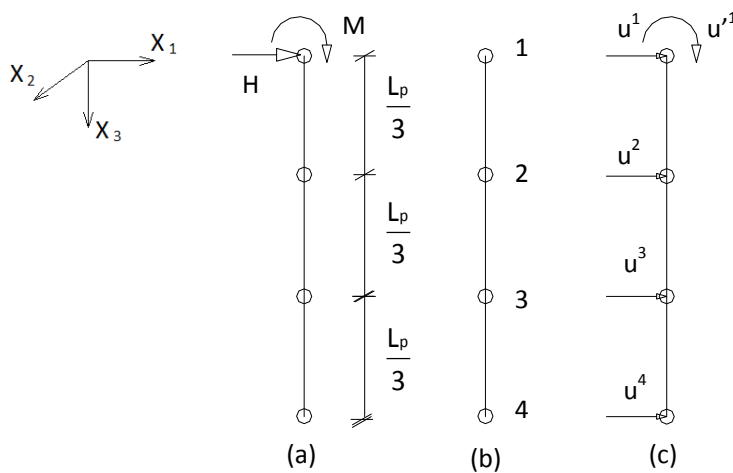 X₁
X₂
X₃
H
M
Lₚ
3
Lₚ
3
Lₚ
3
(a)
1
2
3
4
(b)
u¹
u'¹
u²
u³
u⁴
(c)